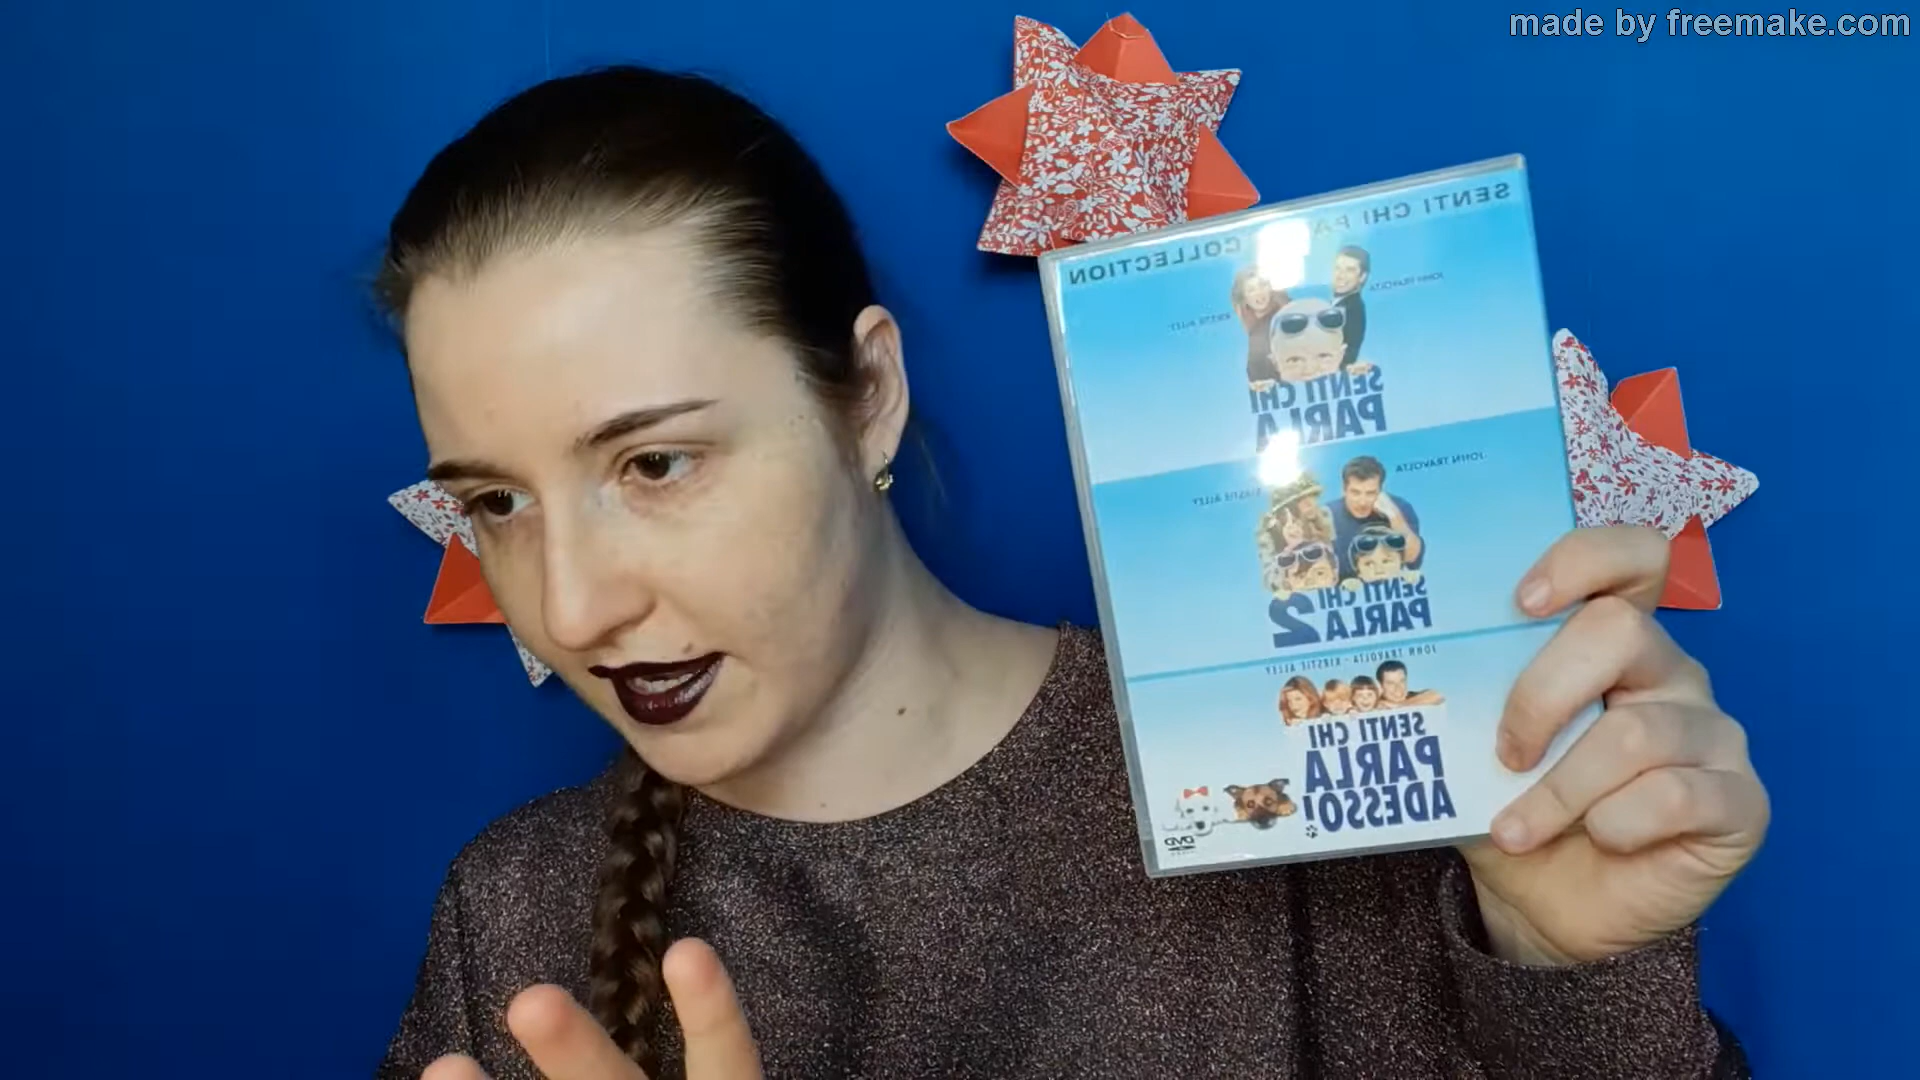 made by freemake.com
SENTI CHI PA COLLECTION
JOHN TRAVOLTA
KIRSTIE ALLEY
SENTI CHI
PARLA
JOHN TRAVOLTA
KIRSTIE ALLEY
SENTI CHI
PARLA 2
JOHN TRAVOLTA · KIRSTIE ALLEY
SENTI CHI
PARLA
ADESSO!
DVD